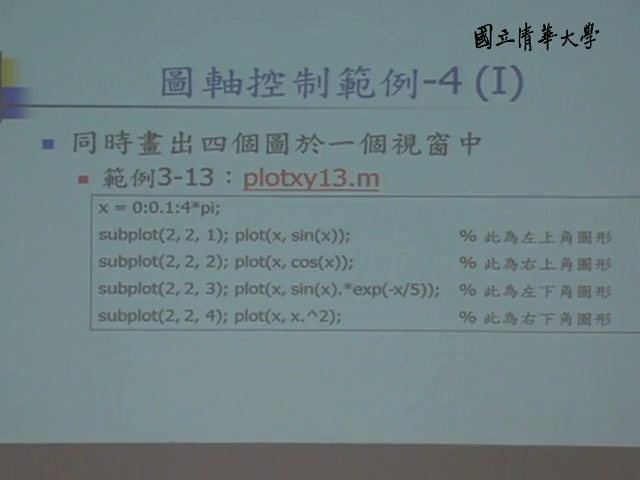 國立清華大學
圖軸控制範例-4 (I)
同時畫出四個圖於一個視窗中
範例3-13：plotxy13.m
x = 0:0.1:4*pi;
subplot(2, 2, 1); plot(x, sin(x)); % 此為左上角圖形
subplot(2, 2, 2); plot(x, cos(x)); % 此為右上角圖形
subplot(2, 2, 3); plot(x, sin(x).*exp(-x/5)); % 此為左下角圖形
subplot(2, 2, 4); plot(x, x.^2); % 此為右下角圖形